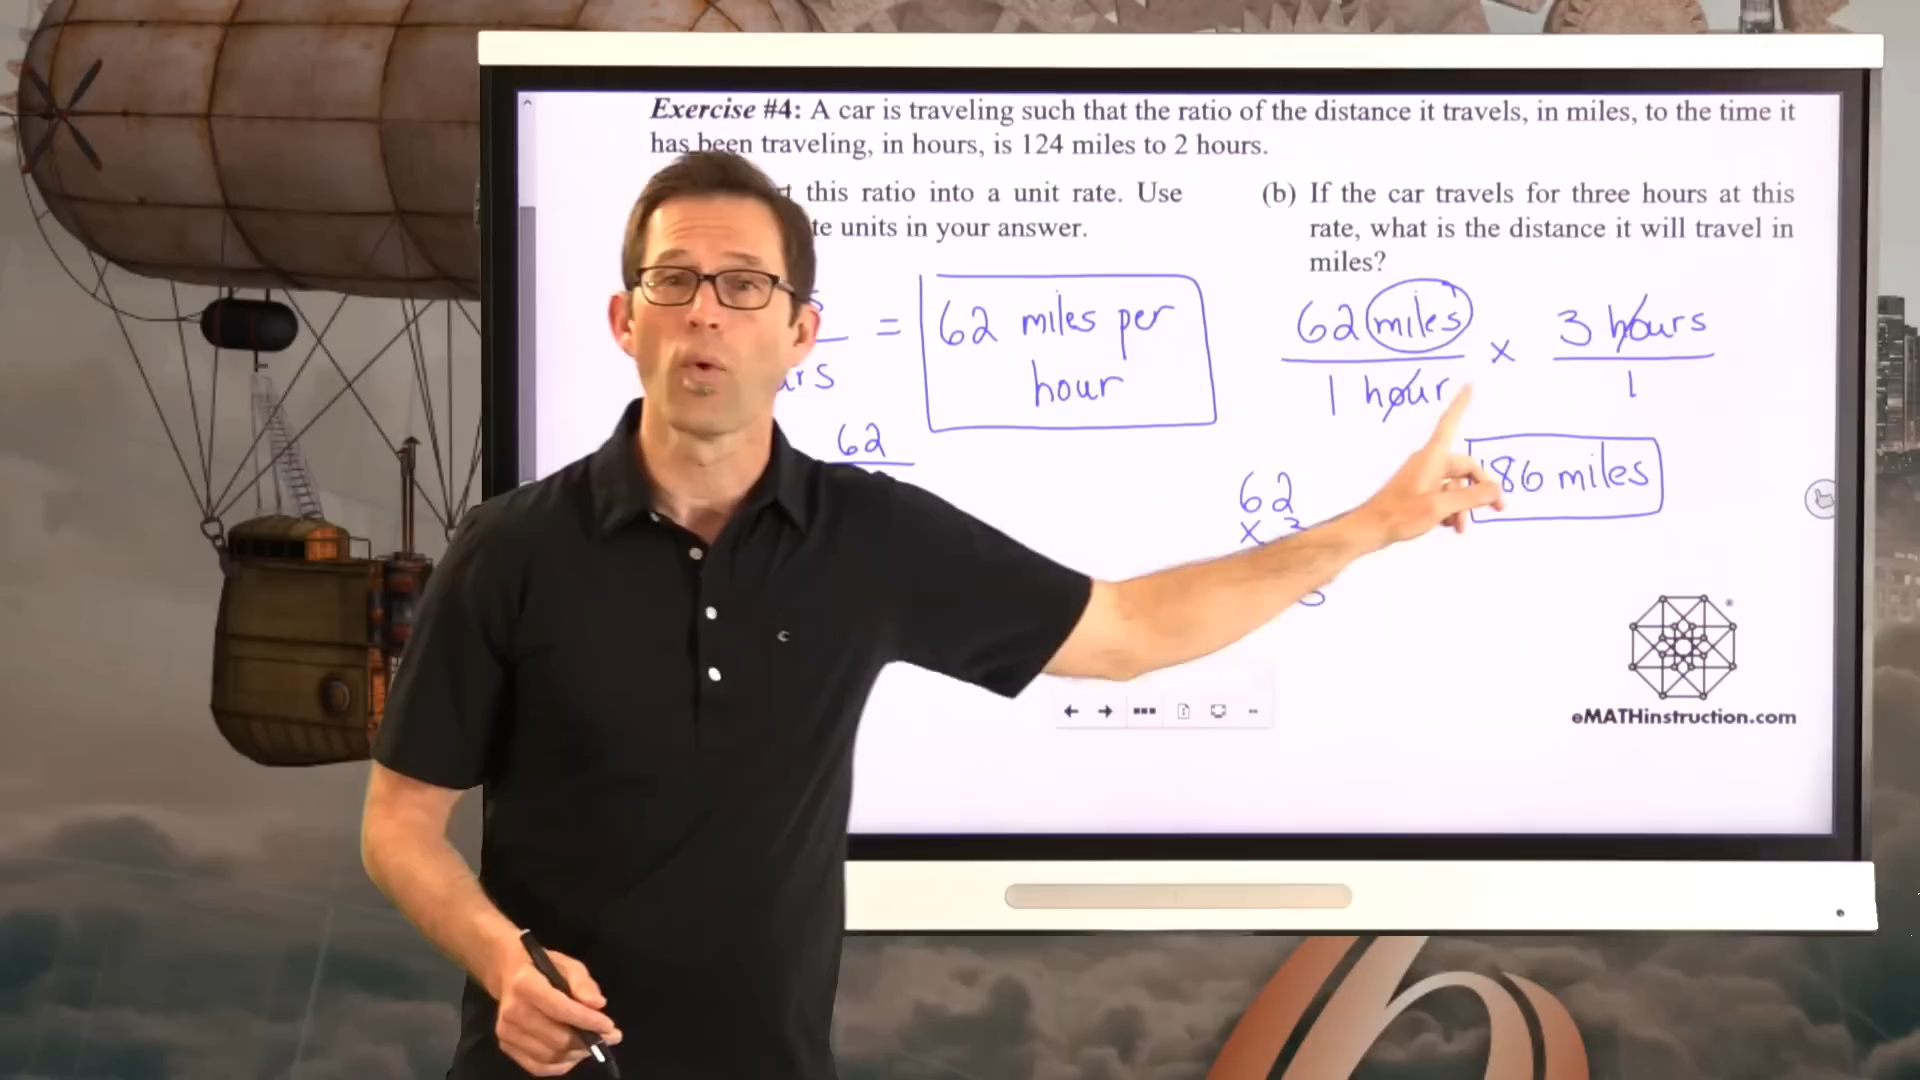 Exercise #4: A car is traveling such that the ratio of the distance it travels, in miles, to the time it
has been traveling, in hours, is 124 miles to 2 hours.
this ratio into a unit rate. Use
units in your answer.
(b) If the car travels for three hours at this
rate, what is the distance it will travel in
miles?
= 62 miles per
hour
62 miles × 3 hours
1 hour 1
62
86 miles
62
×
eMATHinstruction.com